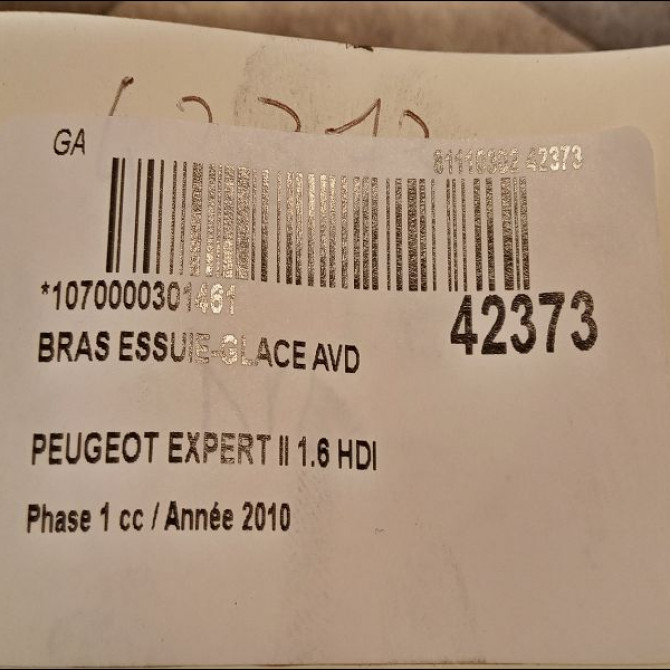 GA
81110302 42373
*1070000301461
42373
BRAS ESSUIE-GLACE AVD
PEUGEOT EXPERT II 1.6 HDI
Phase 1 cc / Année 2010